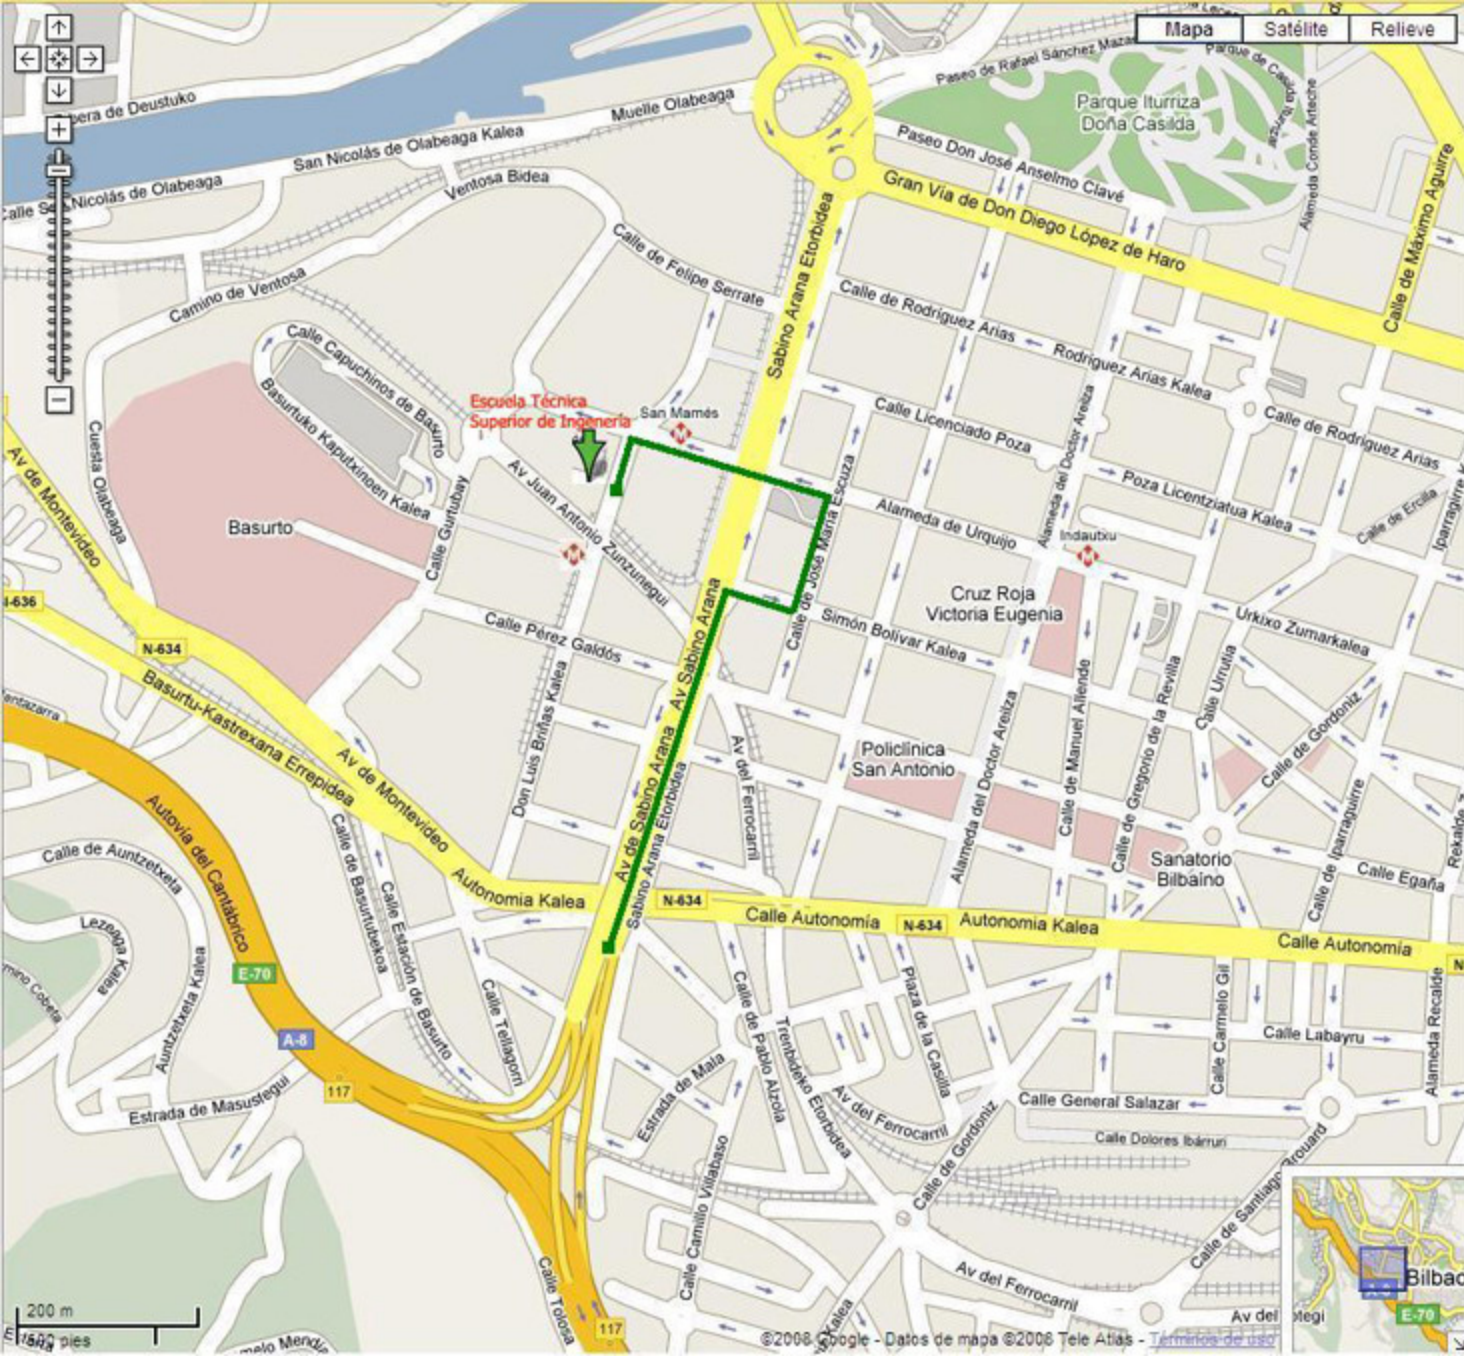 Mapa
Satélite
Relieve
Paseo de Rafael Sánchez Maza
Parque Iturriza
Doña Casilda
Alameda Conde Arteche
Calle de Máximo Aguirre
Muelle Olabeaga
San Nicolás de Olabeaga Kalea
Ventosa Bidea
Paseo Don José Anselmo Clavé
Gran Vía de Don Diego López de Haro
Sabino Arana Etorbidea
Calle de Felipe Serrate
Camino de Ventosa
Calle de Rodríguez Arias
Rodríguez Arias Kalea
Calle de Rodríguez Arias
Calle Capuchinos de Basurto
Basurtuko Kaputxinoen Kalea
Escuela Técnica
Superior de Ingenería
San Mamés
Calle Licenciado Poza
Poza Lizentziatua Kalea
Calle de Ercilla
Iparragirre K
Cuesta Olabeaga
Av de Montevideo
Basurto
Calle Gurtubay
Av Juan Antonio Zunzunegui
Calle de José María Escuza
Alameda de Urquijo
Alameda del Doctor Areilza
Indautxu
Cruz Roja
Victoria Eugenia
Urkixo Zumarkalea
N-636
N-634
Calle Pérez Galdós
Simón Bolívar Kalea
Av Sabino Arana
Basurtu-Kastrexana Errepidea
Don Luis Briñas Kalea
Av de Sabino Arana
Sabino Arana Etorbidea
Av del Ferrocarril
Policlínica
San Antonio
Alameda del Doctor Areilza
Calle de Manuel Allende
Calle de Gregorio de la Revilla
Calle Urrutia
Calle de Gordoniz
Calle de Iparraguirre
Sanatorio
Bilbaíno
Calle Egaña
Autovía del Cantábrico
Av de Montevideo
Autonomia Kalea
N-634
Calle Autonomía
N-634
Autonomia Kalea
Calle Autonomía
Calle de Auntzetxeta
Lezeaga Kalea
Auntzetxeta Kalea
E-70
A-8
117
Calle de Basurtubekoa
Calle Estación de Basurto
Calle Tellagorri
Calle de Pablo Alzola
Trenbideko Etorbidea
Plaza de la Casilla
Calle Carmelo Gil
Calle Labayru
Alameda Recalde
Estrada de Masustegui
Estrada de Mala
Av del Ferrocarril
Calle General Salazar
Calle Dolores Ibárruri
Calle de Gordoniz
Calle Camilo Villabaso
Calle Tolosa
117
Av del Ferrocarril
Bilbao
E-70
200 m
©2008 Google - Datos de mapa ©2008 Tele Atlas - Términos de uso